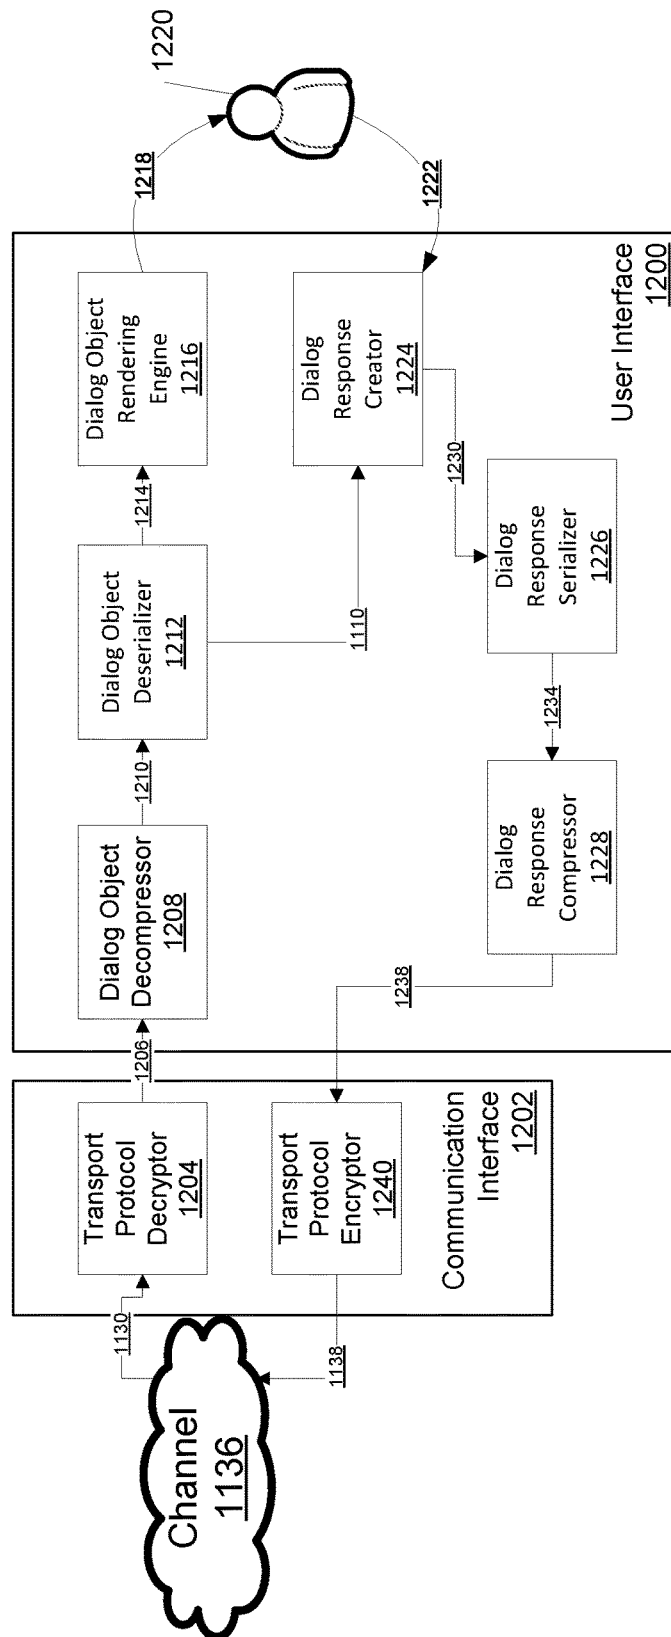 Channel
1136
1130
1138
Transport
Protocol
Decryptor
1204
Transport
Protocol
Encryptor
1240
Communication
Interface
1202
1206
Dialog Object
Decompressor
1208
1210
Dialog Object
Deserializer
1212
1214
Dialog Object
Rendering
Engine
1216
1218
1220
1222
1110
Dialog
Response
Creator
1224
1230
Dialog
Response
Serializer
1226
1234
Dialog
Response
Compressor
1228
1238
User Interface
1200